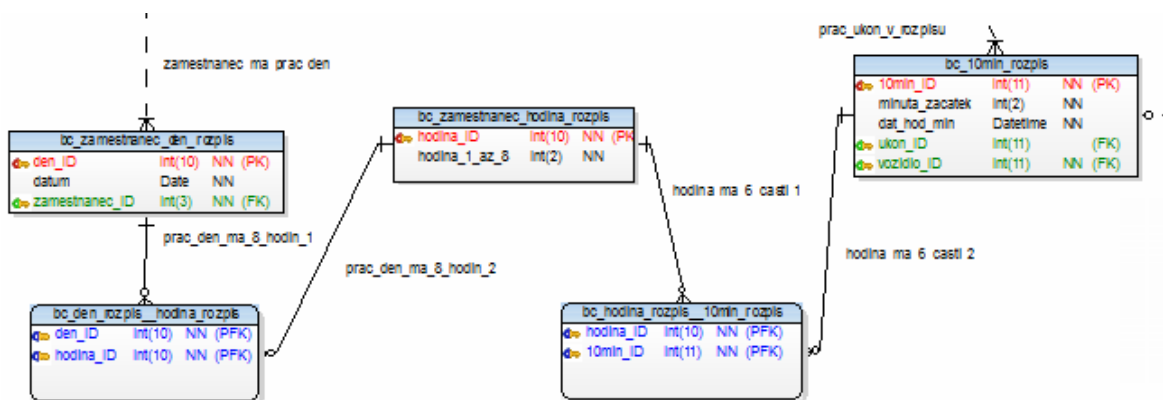 prac_ukon_v_rozpisu
zamestnanec ma prac den
bc_zamestnanec_den_rozpis
den_ID Int(10) NN (PK)
datum Date NN
zamestnanec_ID Int(3) NN (FK)
bc_zamestnanec_hodina_rozpis
hodina_ID Int(10) NN (PK
hodina_1_az_8 Int(2) NN
bc_10min_rozpis
10min_ID Int(11) NN (PK)
minuta_zacatek Int(2) NN
dat_hod_min Datetime NN
ukon_ID Int(11) (FK)
vozidlo_ID Int(11) NN (FK)
prac_den_ma_8_hodin_1
prac_den_ma_8_hodin_2
hodina ma 6 casti 1
hodina ma 6 casti 2
bc_den_rozpis__hodina_rozpis
den_ID Int(10) NN (PFK)
hodina_ID Int(10) NN (PFK)
bc_hodina_rozpis__10min_rozpis
hodina_ID Int(10) NN (PFK)
10min_ID Int(11) NN (PFK)